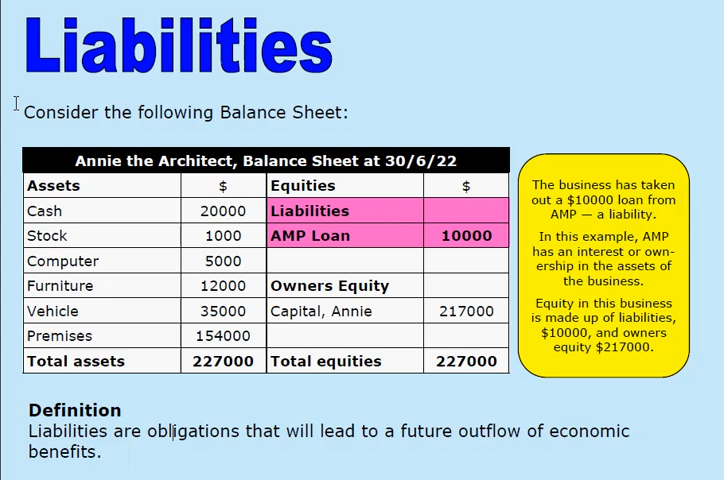 Liabilities
Consider the following Balance Sheet:
Annie the Architect, Balance Sheet at 30/6/22
Assets $ Equities $
Cash 20000 Liabilities
Stock 1000 AMP Loan 10000
Computer 5000
Furniture 12000 Owners Equity
Vehicle 35000 Capital, Annie 217000
Premises 154000
Total assets 227000 Total equities 227000
The business has taken
out a $10000 loan from
AMP — a liability.
In this example, AMP
has an interest or own-
ership in the assets of
the business.
Equity in this business
is made up of liabilities,
$10000, and owners
equity $217000.
Definition
Liabilities are obligations that will lead to a future outflow of economic
benefits.